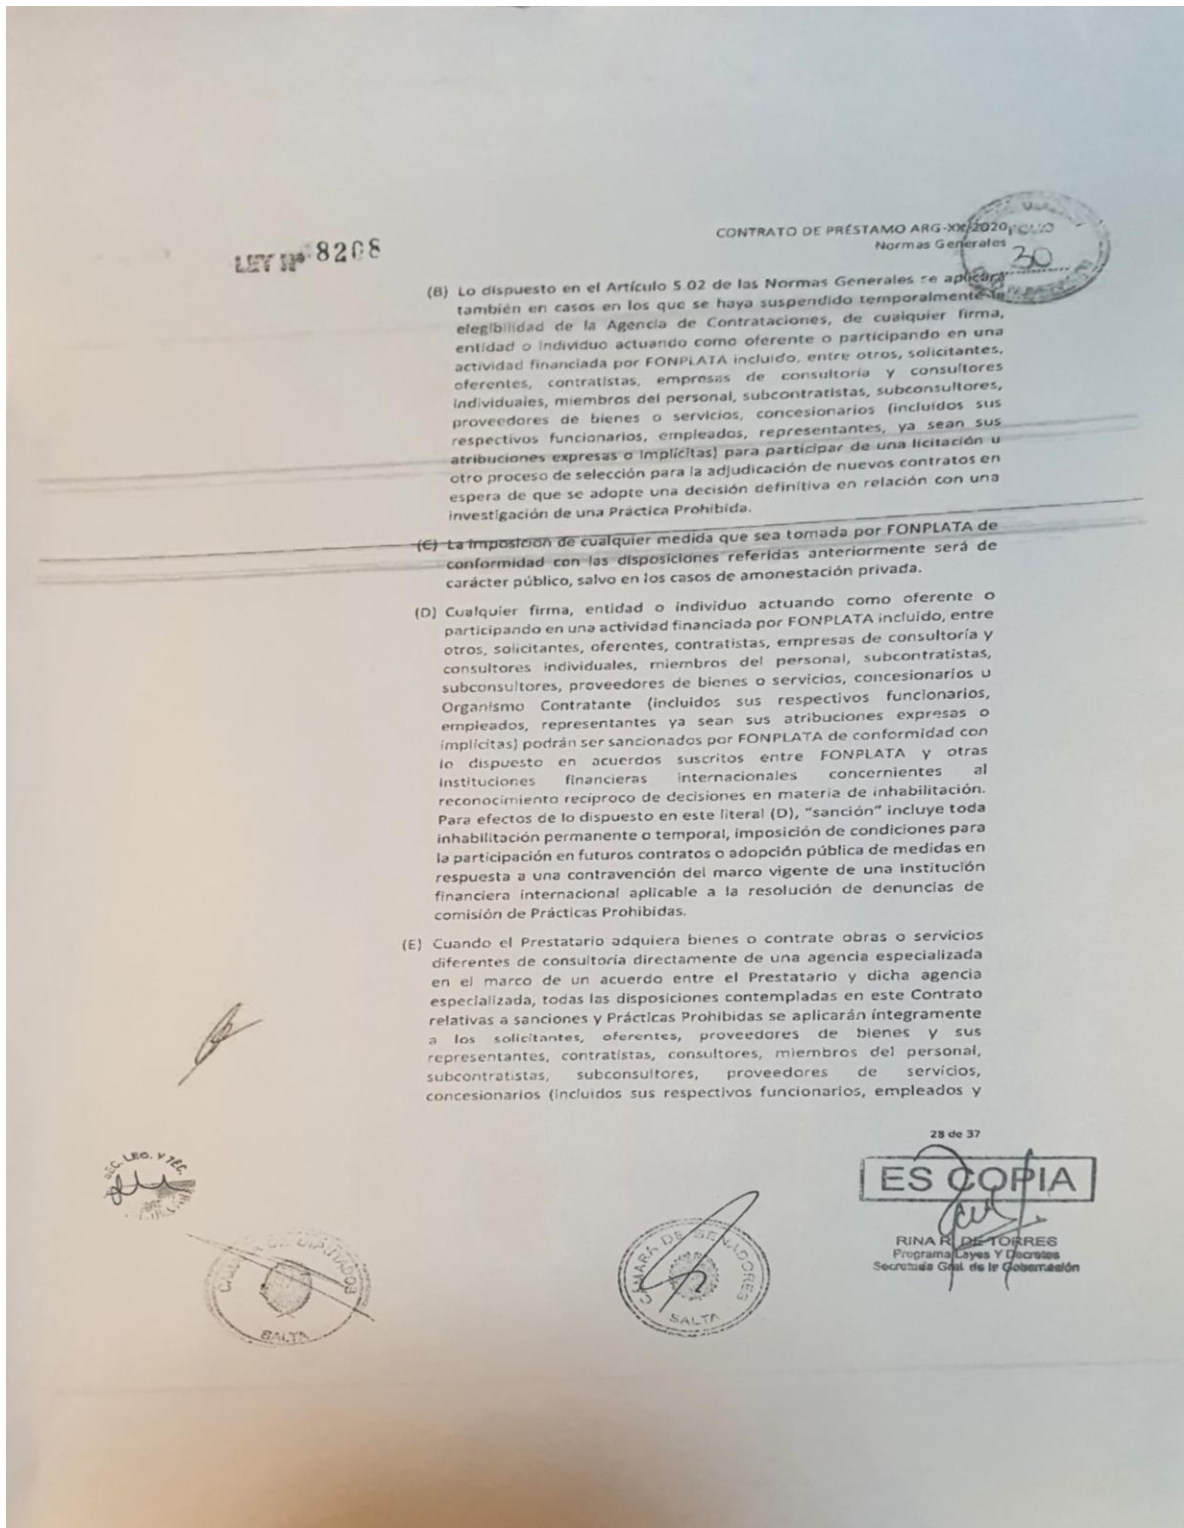 LEY Nº 8208
CONTRATO DE PRÉSTAMO ARG-XX/2020
Normas Generales
FOLIO
30
(B) Lo dispuesto en el Artículo 5.02 de las Normas Generales se aplicará
también en casos en los que se haya suspendido temporalmente la
elegibilidad de la Agencia de Contrataciones, de cualquier firma,
entidad o individuo actuando como oferente o participando en una
actividad financiada por FONPLATA incluido, entre otros, solicitantes,
oferentes, contratistas, empresas de consultoría y consultores
individuales, miembros del personal, subcontratistas, subconsultores,
proveedores de bienes o servicios, concesionarios (incluidos sus
respectivos funcionarios, empleados, representantes, ya sean sus
atribuciones expresas o implícitas) para participar de una licitación u
otro proceso de selección para la adjudicación de nuevos contratos en
espera de que se adopte una decisión definitiva en relación con una
investigación de una Práctica Prohibida.
(C) La imposición de cualquier medida que sea tomada por FONPLATA de
conformidad con las disposiciones referidas anteriormente será de
carácter público, salvo en los casos de amonestación privada.
(D) Cualquier firma, entidad o individuo actuando como oferente o
participando en una actividad financiada por FONPLATA incluido, entre
otros, solicitantes, oferentes, contratistas, empresas de consultoría y
consultores individuales, miembros del personal, subcontratistas,
subconsultores, proveedores de bienes o servicios, concesionarios u
Organismo Contratante (incluidos sus respectivos funcionarios,
empleados, representantes ya sean sus atribuciones expresas o
implícitas) podrán ser sancionados por FONPLATA de conformidad con
lo dispuesto en acuerdos suscritos entre FONPLATA y otras
instituciones financieras internacionales concernientes al
reconocimiento recíproco de decisiones en materia de inhabilitación.
Para efectos de lo dispuesto en este literal (D), “sanción” incluye toda
inhabilitación permanente o temporal, imposición de condiciones para
la participación en futuros contratos o adopción pública de medidas en
respuesta a una contravención del marco vigente de una institución
financiera internacional aplicable a la resolución de denuncias de
comisión de Prácticas Prohibidas.
(E) Cuando el Prestatario adquiera bienes o contrate obras o servicios
diferentes de consultoría directamente de una agencia especializada
en el marco de un acuerdo entre el Prestatario y dicha agencia
especializada, todas las disposiciones contempladas en este Contrato
relativas a sanciones y Prácticas Prohibidas se aplicarán íntegramente
a los solicitantes, oferentes, proveedores de bienes y sus
representantes, contratistas, consultores, miembros del personal,
subcontratistas, subconsultores, proveedores de servicios,
concesionarios (incluidos sus respectivos funcionarios, empleados y
28 de 37
SEC. LEG. Y TÉC.
ES COPIA
RINA R. DE TORRES
Programa Leyes Y Decretos
Secretaría Gral. de la Gobernación
CÁMARA DE DIPUTADOS
SALTA
CÁMARA DE SENADORES
SALTA